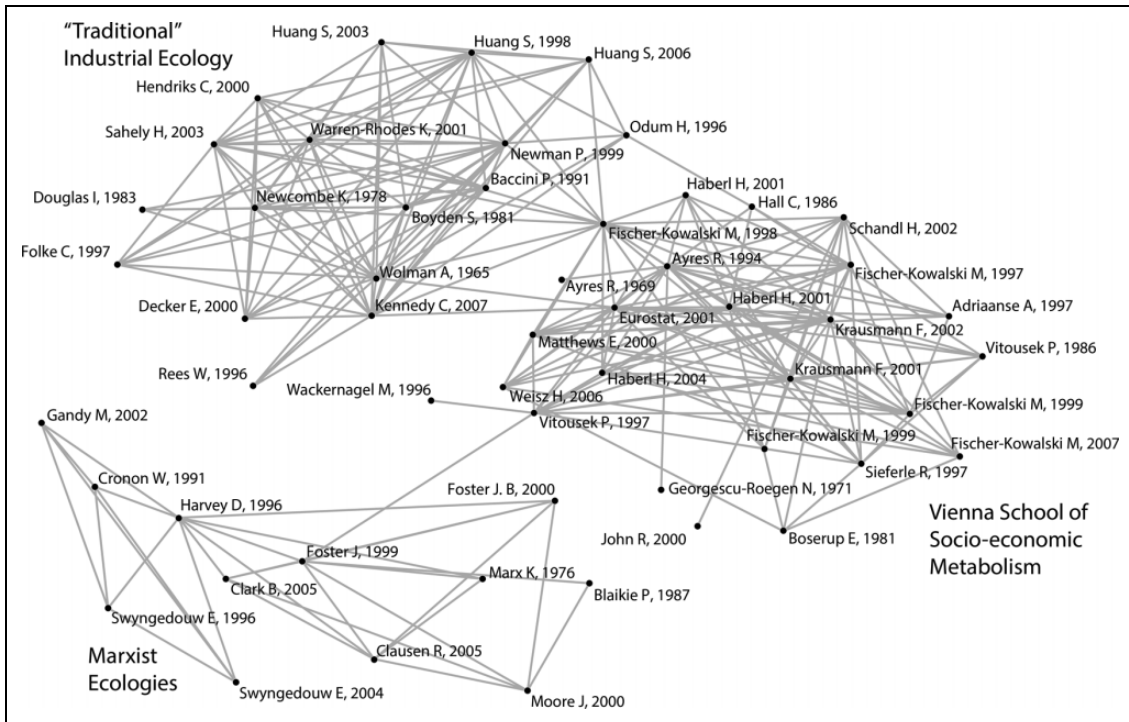 “Traditional”
Industrial Ecology
Huang S, 2003
Huang S, 1998
Huang S, 2006
Hendriks C, 2000
Sahely H, 2003
Warren-Rhodes K, 2001
Odum H, 1996
Newman P, 1999
Baccini P, 1991
Douglas I, 1983
Newcombe K, 1978
Boyden S, 1981
Haberl H, 2001
Hall C, 1986
Schandl H, 2002
Fischer-Kowalski M, 1998
Folke C, 1997
Wolman A, 1965
Ayres R, 1994
Fischer-Kowalski M, 1997
Ayres R, 1969
Haberl H, 2001
Adriaanse A, 1997
Decker E, 2000
Kennedy C, 2007
Eurostat, 2001
Krausmann F, 2002
Matthews E, 2000
Vitousek P, 1986
Rees W, 1996
Wackernagel M, 1996
Haberl H, 2004
Krausmann F, 2001
Weisz H, 2006
Gandy M, 2002
Vitousek P, 1997
Fischer-Kowalski M, 1999
Fischer-Kowalski M, 1999
Fischer-Kowalski M, 2007
Cronon W, 1991
Sieferle R, 1997
Harvey D, 1996
Foster J. B, 2000
Georgescu-Roegen N, 1971
John R, 2000
Boserup E, 1981
Vienna School of
Socio-economic
Metabolism
Foster J, 1999
Clark B, 2005
Marx K, 1976
Blaikie P, 1987
Swyngedouw E, 1996
Clausen R, 2005
Marxist
Ecologies
Swyngedouw E, 2004
Moore J, 2000